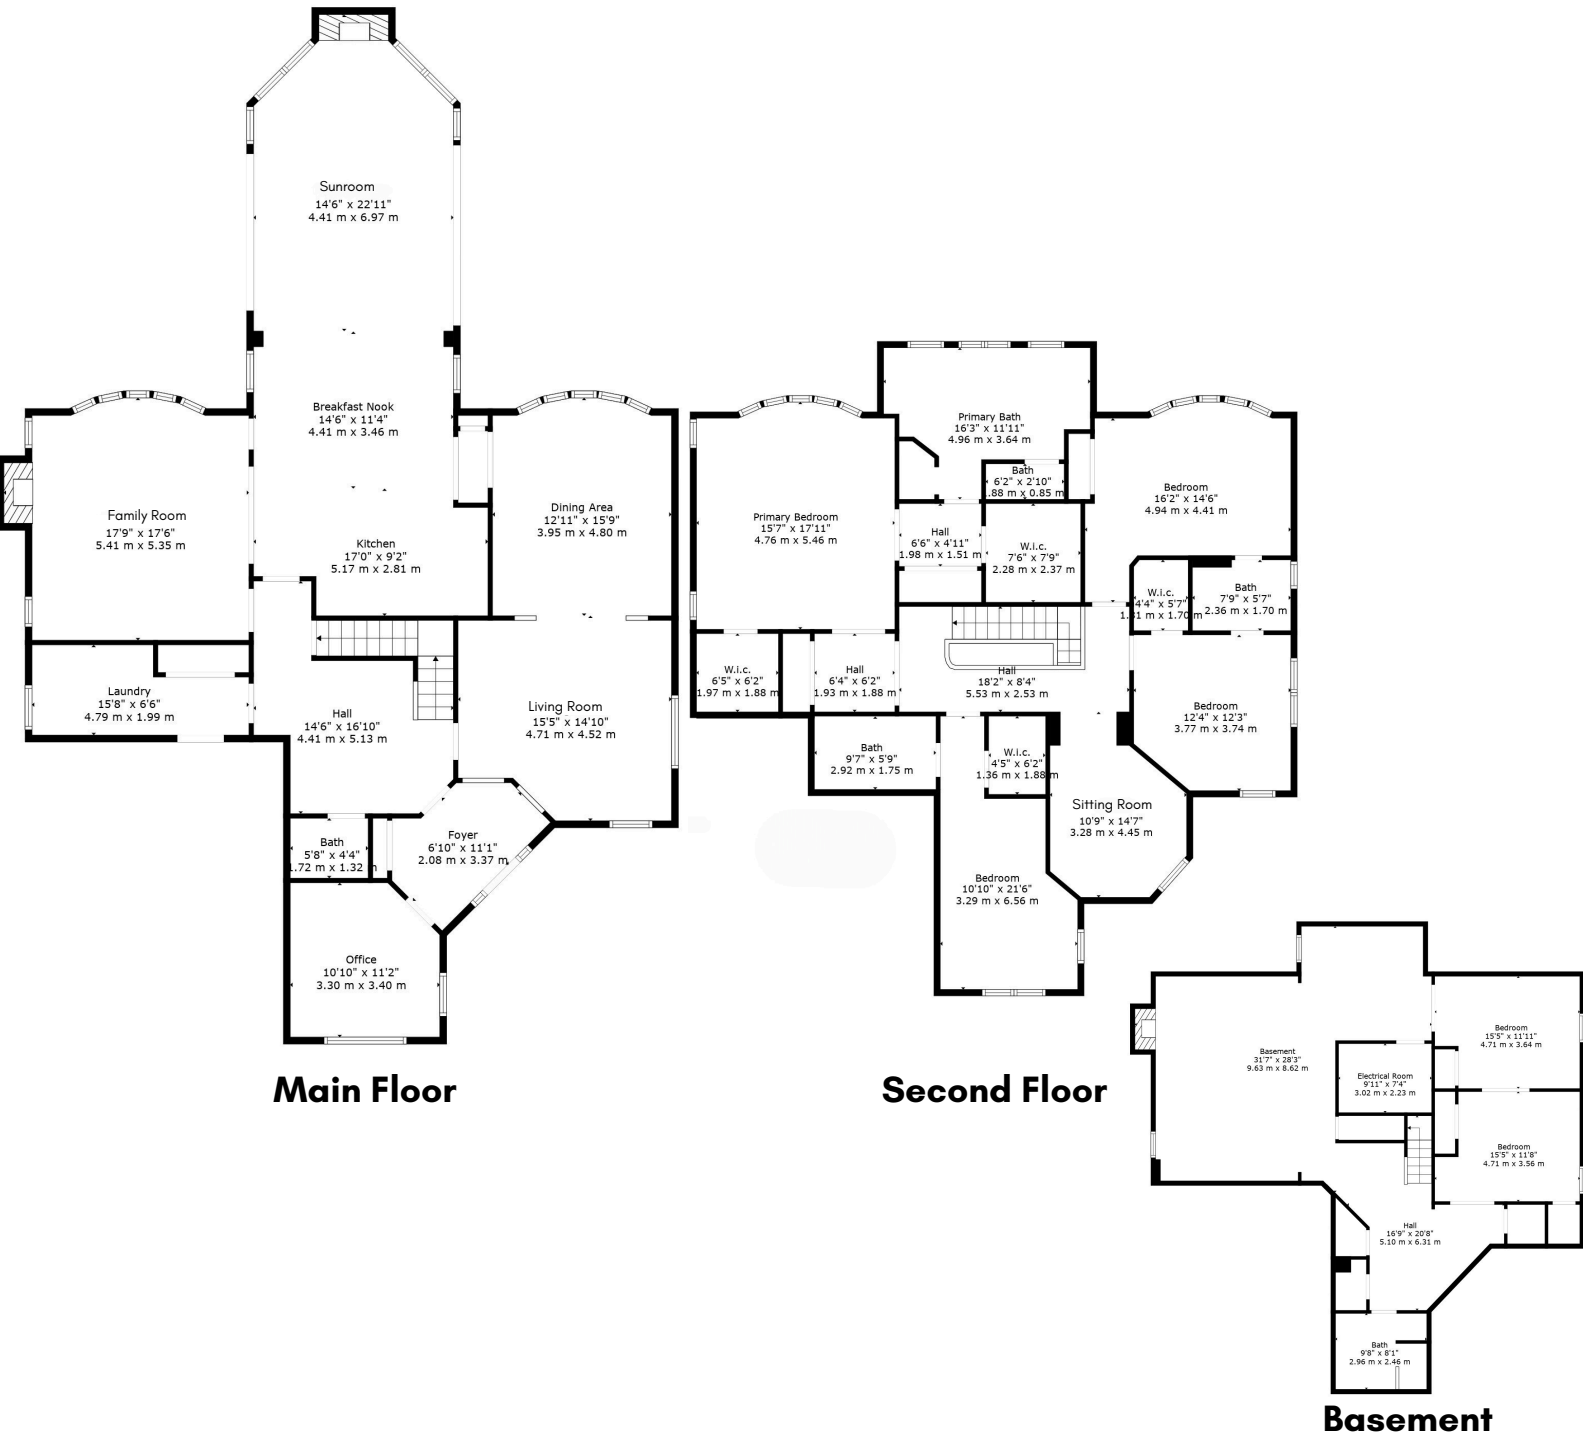 Sunroom
14'6" x 22'11"
4.41 m x 6.97 m
Breakfast Nook
14'6" x 11'4"
4.41 m x 3.46 m
Family Room
17'9" x 17'6"
5.41 m x 5.35 m
Kitchen
17'0" x 9'2"
5.17 m x 2.81 m
Dining Area
12'11" x 15'9"
3.95 m x 4.80 m
Laundry
15'8" x 6'6"
4.79 m x 1.99 m
Hall
14'6" x 16'10"
4.41 m x 5.13 m
Living Room
15'5" x 14'10"
4.71 m x 4.52 m
Bath
5'8" x 4'4"
1.72 m x 1.32
Foyer
6'10" x 11'1"
2.08 m x 3.37 m
Office
10'10" x 11'2"
3.30 m x 3.40 m
Main Floor
Primary Bath
16'3" x 11'11"
4.96 m x 3.64 m
Bath
6'2" x 2'10"
.88 m x 0.85 m
Primary Bedroom
15'7" x 17'11"
4.76 m x 5.46 m
Hall
6'6" x 4'11"
1.98 m x 1.51 m
W.i.c.
7'6" x 7'9"
2.28 m x 2.37 m
Bedroom
16'2" x 14'6"
4.94 m x 4.41 m
W.i.c.
4'4" x 5'7"
1.31 m x 1.70 m
Bath
7'9" x 5'7"
2.36 m x 1.70 m
W.i.c.
6'5" x 6'2"
1.97 m x 1.88 m
Hall
6'4" x 6'2"
1.93 m x 1.88 m
Hall
18'2" x 8'4"
5.53 m x 2.53 m
Bedroom
12'4" x 12'3"
3.77 m x 3.74 m
Bath
9'7" x 5'9"
2.92 m x 1.75 m
W.i.c.
4'5" x 6'2"
1.36 m x 1.88 m
Sitting Room
10'9" x 14'7"
3.28 m x 4.45 m
Bedroom
10'10" x 21'6"
3.29 m x 6.56 m
Second Floor
Basement
31'7" x 28'3"
9.63 m x 8.62 m
Bedroom
15'5" x 11'11"
4.71 m x 3.64 m
Electrical Room
9'11" x 7'4"
3.02 m x 2.23 m
Bedroom
15'5" x 11'8"
4.71 m x 3.56 m
Hall
16'9" x 20'8"
5.10 m x 6.31 m
Bath
9'8" x 8'1"
2.96 m x 2.46 m
Basement